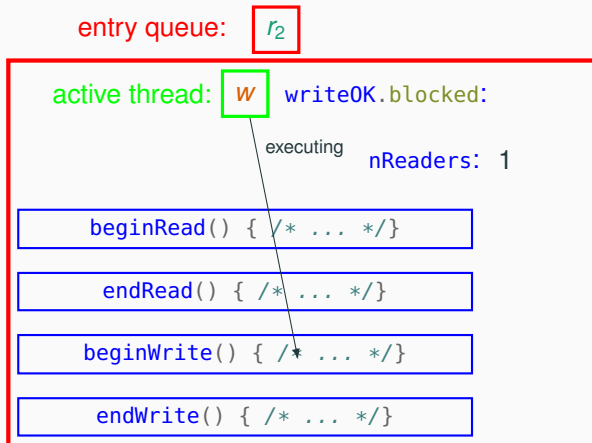 entry queue: r2
active thread: w writeOK.blocked:
executing
nReaders: 1
beginRead() { /* ... */}
endRead() { /* ... */}
beginWrite() { /* ... */}
endWrite() { /* ... */}